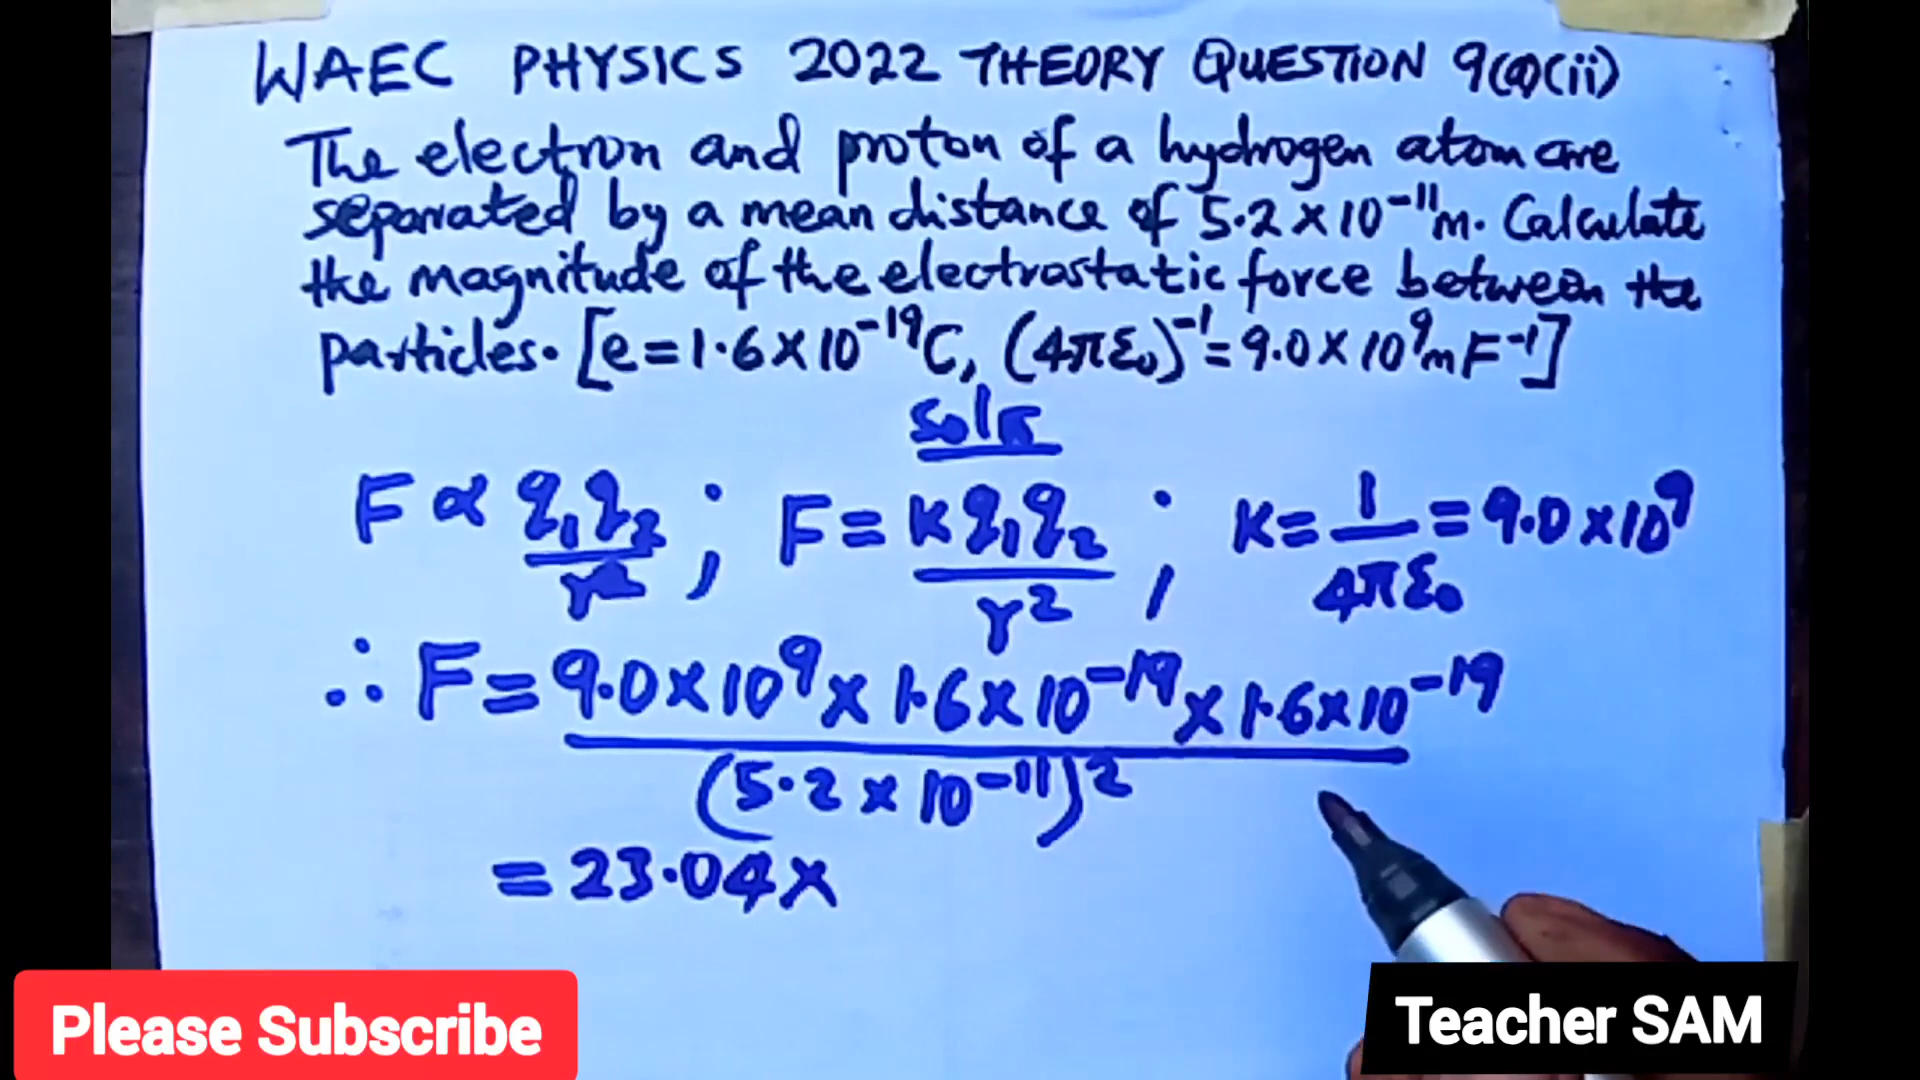 WAEC PHYSICS 2022 THEORY QUESTION 9(a)(ii)
The electron and proton of a hydrogen atom are
separated by a mean distance of 5.2 x 10⁻¹¹m. Calculate
the magnitude of the electrostatic force between the
particles. [e = 1.6 X 10⁻¹⁹C, (4πε₀)⁻¹ = 9.0 X 10⁹mF⁻¹]
Soln
F ∝ q₁q₂/r² ; F = Kq₁q₂/r² ; K = 1/4πε₀ = 9.0 x 10⁹
∴ F = 9.0 x 10⁹ x 1.6 x 10⁻¹⁹ x 1.6 x 10⁻¹⁹
(5.2 x 10⁻¹¹)²
= 23.04 x
Please Subscribe
Teacher SAM